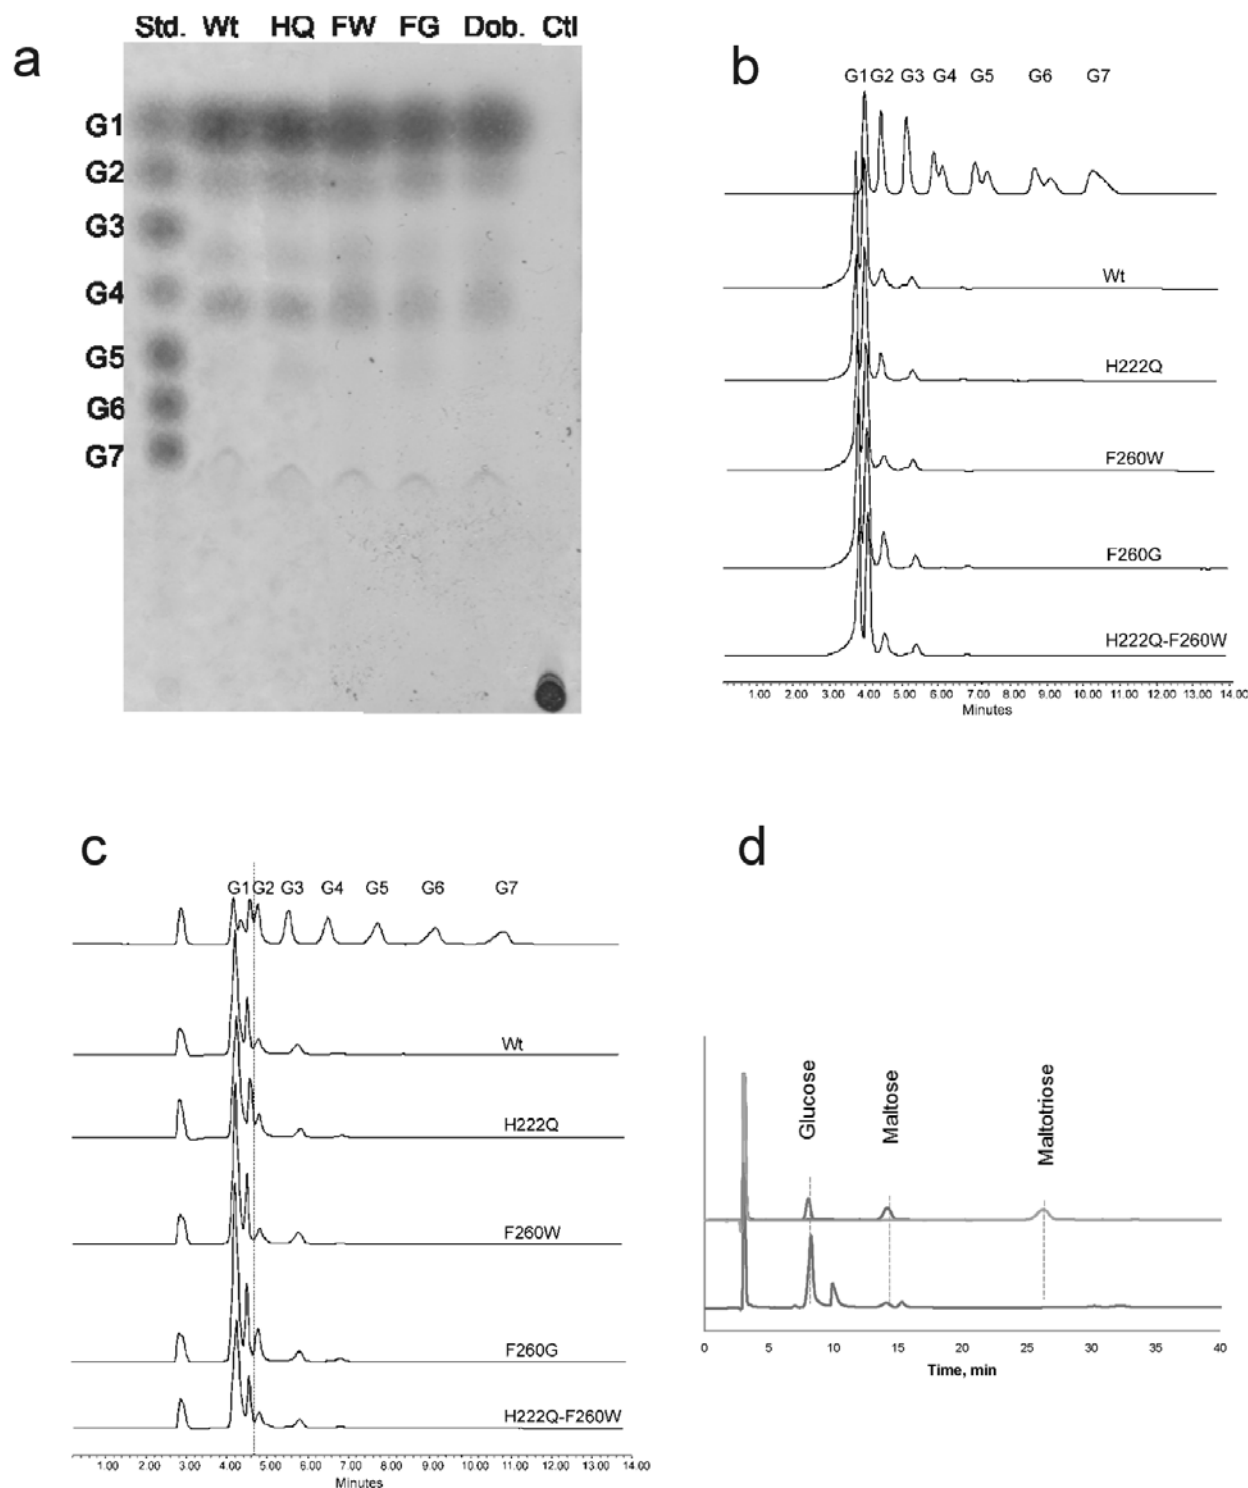 a
Std. Wt HQ FW FG Dob. Ctl
G1
G2
G3
G4
G5
G6
G7
b
G1 G2 G3 G4 G5 G6 G7
Wt
H222Q
F260W
F260G
H222Q-F260W
1.00 2.00 3.00 4.00 5.00 6.00 7.00 8.00 9.00 10.00 11.00 12.00 13.00 14.00
Minutes
c
G1 G2 G3 G4 G5 G6 G7
Wt
H222Q
F260W
F260G
H222Q-F260W
1.00 2.00 3.00 4.00 5.00 6.00 7.00 8.00 9.00 10.00 11.00 12.00 13.00 14.00
Minutes
d
Glucose
Maltose
Maltotriose
0 5 10 15 20 25 30 35 40
Time, min